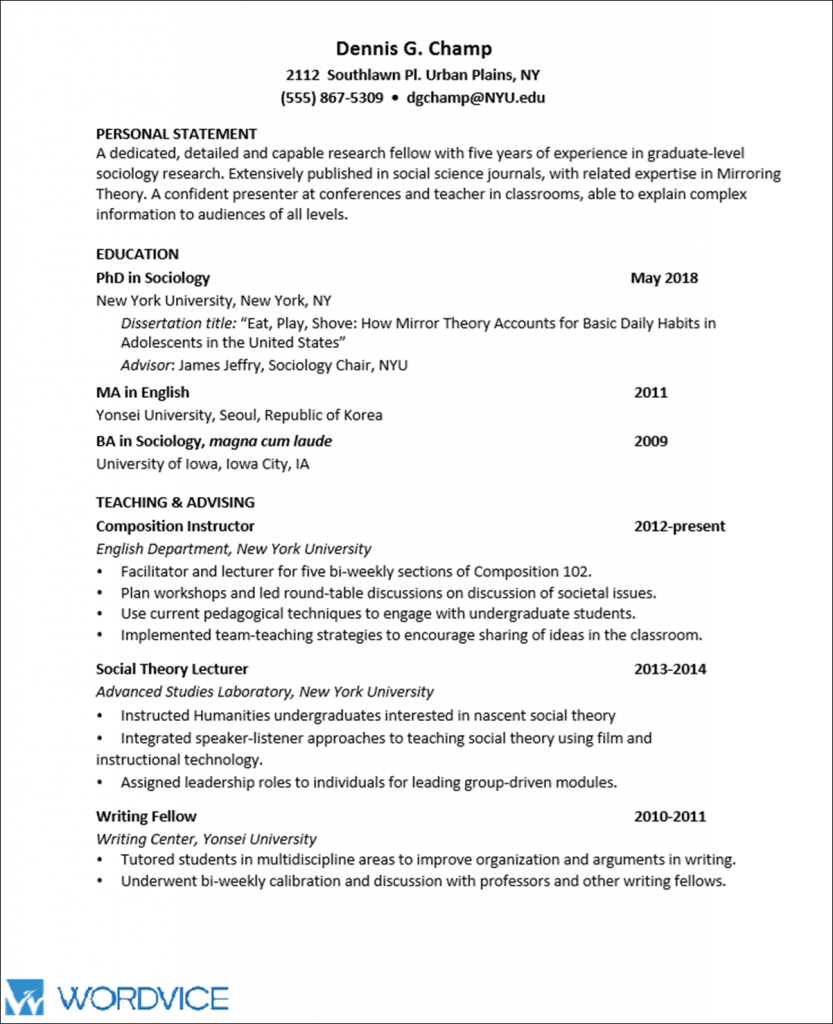 Dennis G. Champ
2112 Southlawn Pl. Urban Plains, NY
(555) 867-5309 • dgchamp@NYU.edu
PERSONAL STATEMENT
A dedicated, detailed and capable research fellow with five years of experience in graduate-level
sociology research. Extensively published in social science journals, with related expertise in Mirroring
Theory. A confident presenter at conferences and teacher in classrooms, able to explain complex
information to audiences of all levels.
EDUCATION
PhD in Sociology May 2018
New York University, New York, NY
Dissertation title: “Eat, Play, Shove: How Mirror Theory Accounts for Basic Daily Habits in
Adolescents in the United States”
Advisor: James Jeffry, Sociology Chair, NYU
MA in English 2011
Yonsei University, Seoul, Republic of Korea
BA in Sociology, magna cum laude 2009
University of Iowa, Iowa City, IA
TEACHING & ADVISING
Composition Instructor 2012-present
English Department, New York University
• Facilitator and lecturer for five bi-weekly sections of Composition 102.
• Plan workshops and led round-table discussions on discussion of societal issues.
• Use current pedagogical techniques to engage with undergraduate students.
• Implemented team-teaching strategies to encourage sharing of ideas in the classroom.
Social Theory Lecturer 2013-2014
Advanced Studies Laboratory, New York University
• Instructed Humanities undergraduates interested in nascent social theory
• Integrated speaker-listener approaches to teaching social theory using film and
instructional technology.
• Assigned leadership roles to individuals for leading group-driven modules.
Writing Fellow 2010-2011
Writing Center, Yonsei University
• Tutored students in multidiscipline areas to improve organization and arguments in writing.
• Underwent bi-weekly calibration and discussion with professors and other writing fellows.
WORDVICE